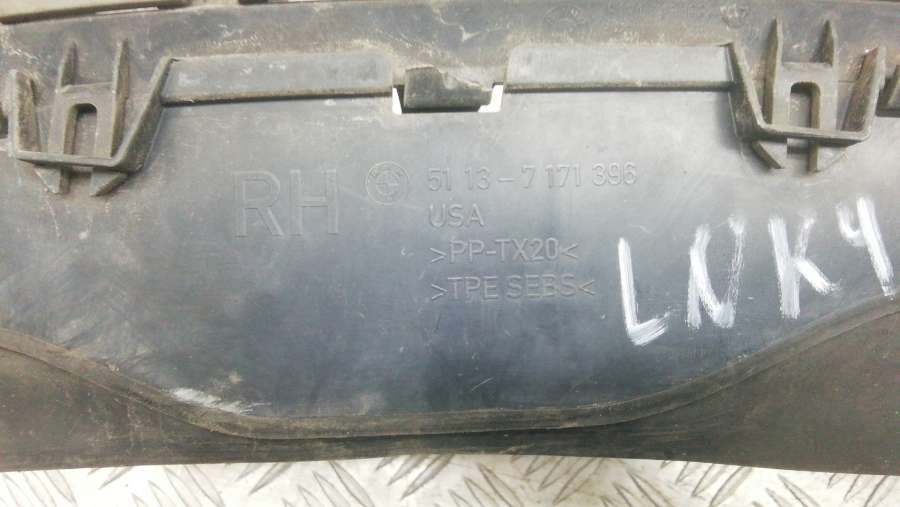 RH 51 13-7 171 396
USA
>PP-TX20<
>TPE SEBS<
LNK4